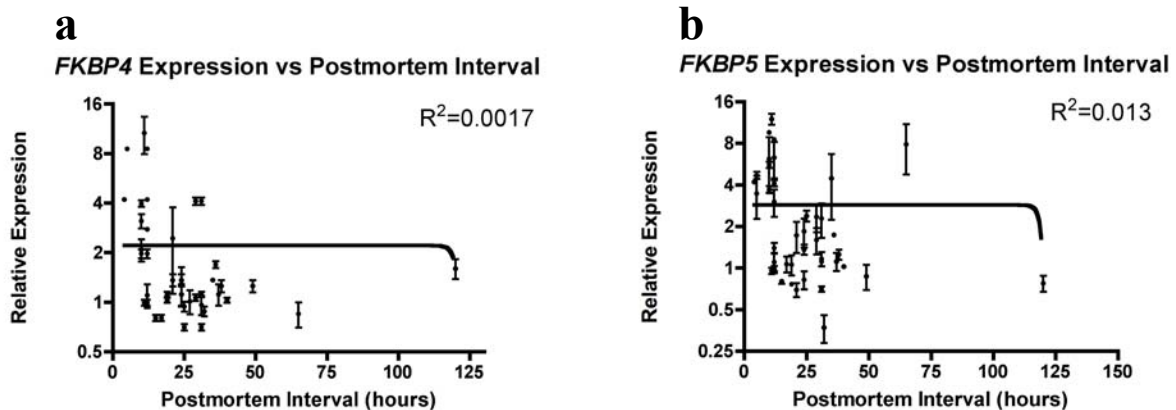 a
FKBP4 Expression vs Postmortem Interval
R²=0.0017
Relative Expression
16
8
4
2
1
0.5
0 25 50 75 100 125
Postmortem Interval (hours)
b
FKBP5 Expression vs Postmortem Interval
R²=0.013
Relative Expression
16
8
4
2
1
0.5
0.25
0 25 50 75 100 125 150
Postmortem Interval (hours)